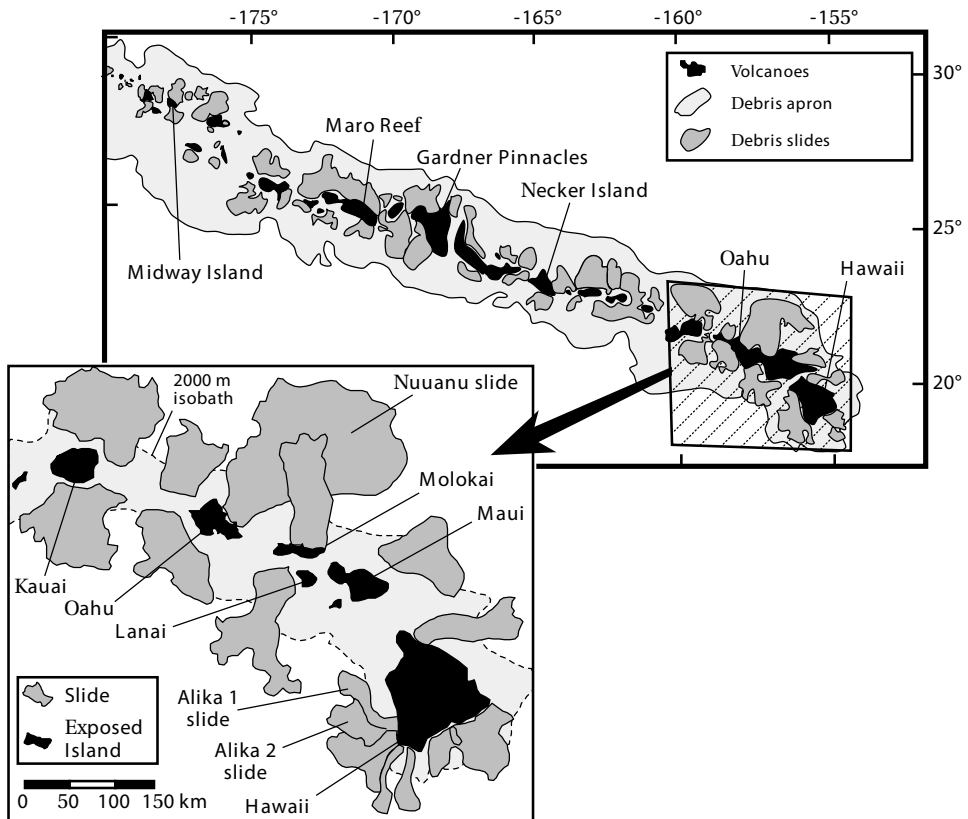 -175 -170 -165 -160 -155°
30°
Volcanoes
Debris apron
Debris slides
Maro Reef
Gardner Pinnacles
Necker Island
25°
Oahu
Hawaii
Midway Island
20°
2000 m
isobath
Nuuanu slide
Molokai
Maui
Kauai
Oahu
Lanai
Slide
Exposed
Island
Alika 1
slide
Alika 2
slide
Hawaii
0 50 100 150 km